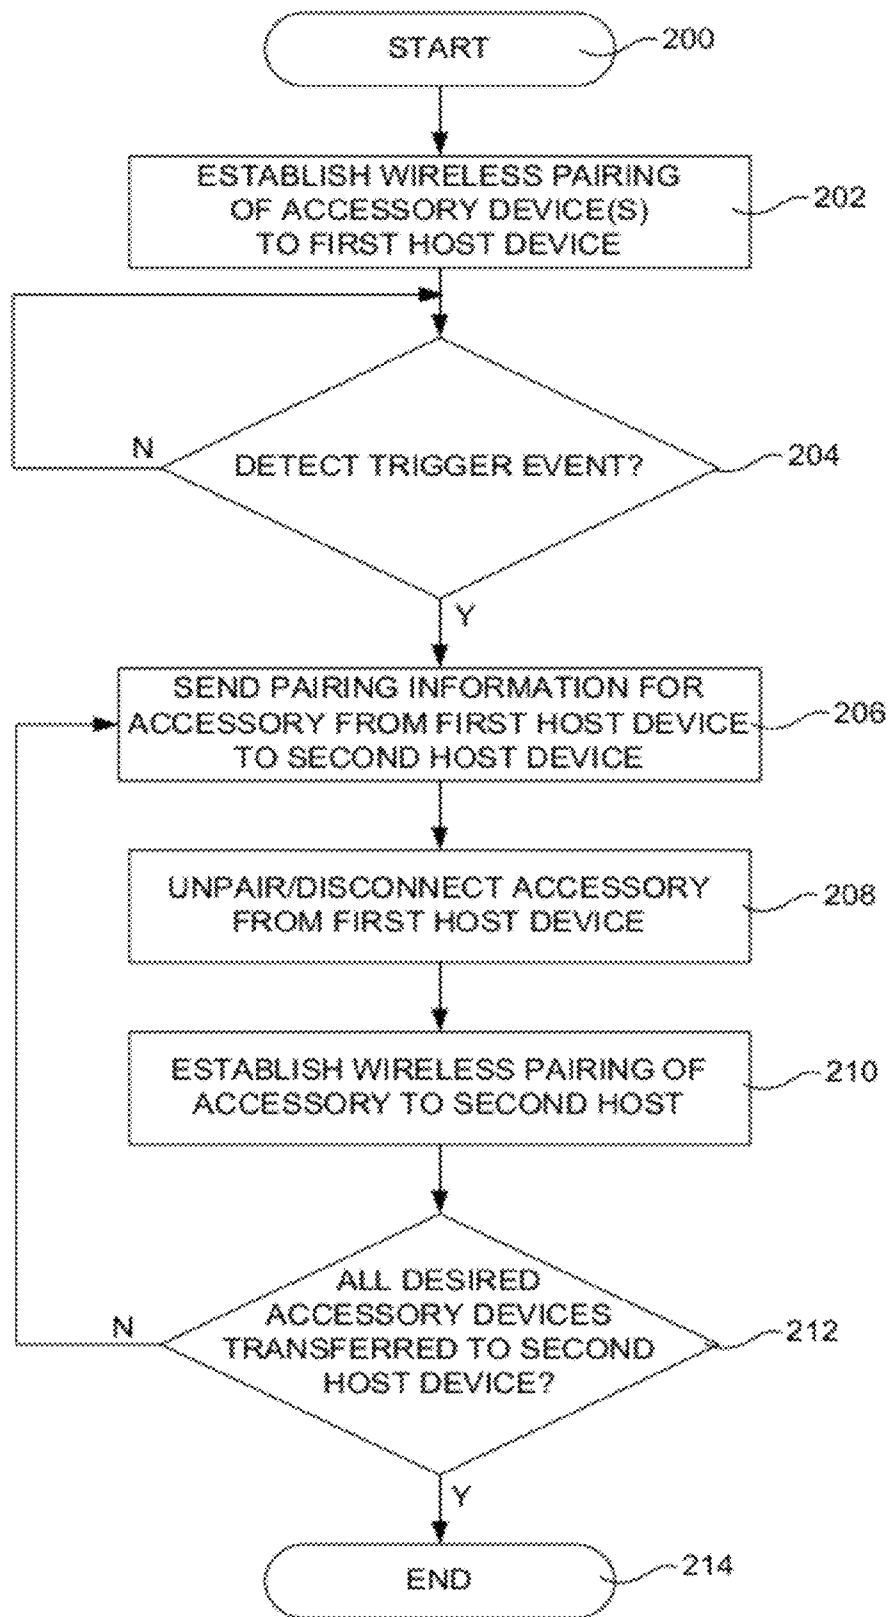 START
200
ESTABLISH WIRELESS PAIRING
OF ACCESSORY DEVICE(S)
TO FIRST HOST DEVICE
202
N
DETECT TRIGGER EVENT?
204
Y
SEND PAIRING INFORMATION FOR
ACCESSORY FROM FIRST HOST DEVICE
TO SECOND HOST DEVICE
206
UNPAIR/DISCONNECT ACCESSORY
FROM FIRST HOST DEVICE
208
ESTABLISH WIRELESS PAIRING OF
ACCESSORY TO SECOND HOST
210
N
ALL DESIRED
ACCESSORY DEVICES
TRANSFERRED TO SECOND
HOST DEVICE?
212
Y
END
214